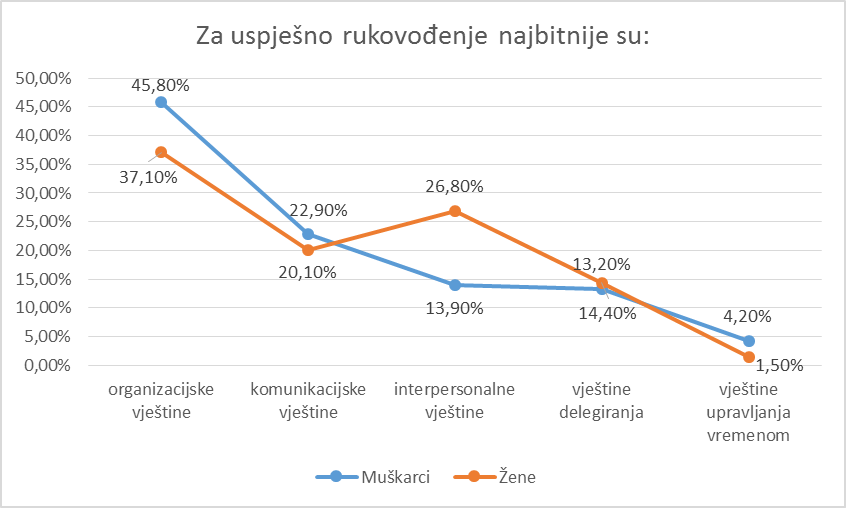 Za uspješno rukovođenje najbitnije su:
50,00%
45,00%
40,00%
35,00%
30,00%
25,00%
20,00%
15,00%
10,00%
5,00%
0,00%
45,80%
37,10%
22,90%
20,10%
26,80%
13,90%
13,20%
14,40%
4,20%
1,50%
organizacijske
vještine
komunikacijske
vještine
interpersonalne
vještine
vještine
delegiranja
vještine
upravljanja
vremenom
Muškarci
Žene